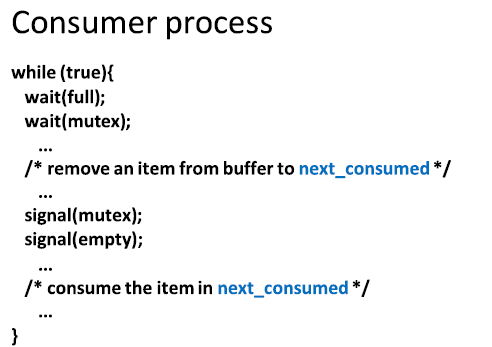 Consumer process
while (true){
wait(full);
wait(mutex);
...
/* remove an item from buffer to next_consumed */
...
signal(mutex);
signal(empty);
...
/* consume the item in next_consumed */
...
}